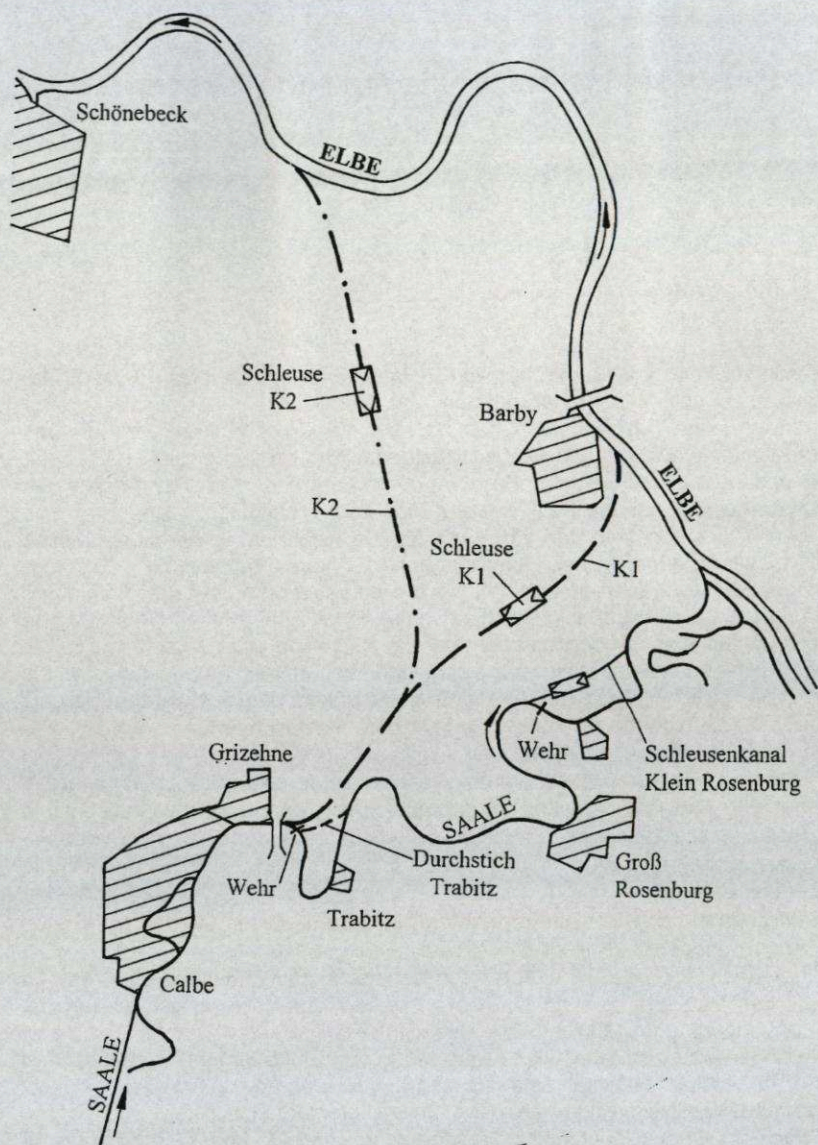 Schönebeck
ELBE
Schleuse
K2
Barby
K2
ELBE
Schleuse
K1
K1
Wehr
Schleusenkanal
Klein Rosenburg
Grizehne
SAALE
Durchstich
Trabitz
Groß
Rosenburg
Wehr
Trabitz
Calbe
SAALE